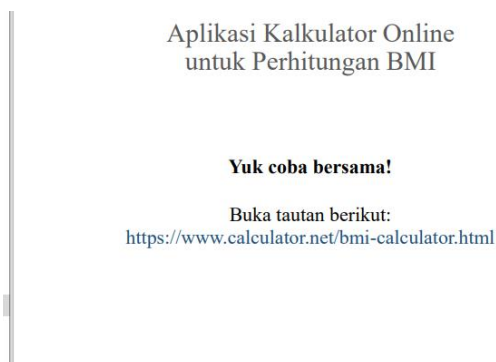 Aplikasi Kalkulator Online
untuk Perhitungan BMI
Yuk coba bersama!
Buka tautan berikut:
https://www.calculator.net/bmi-calculator.html